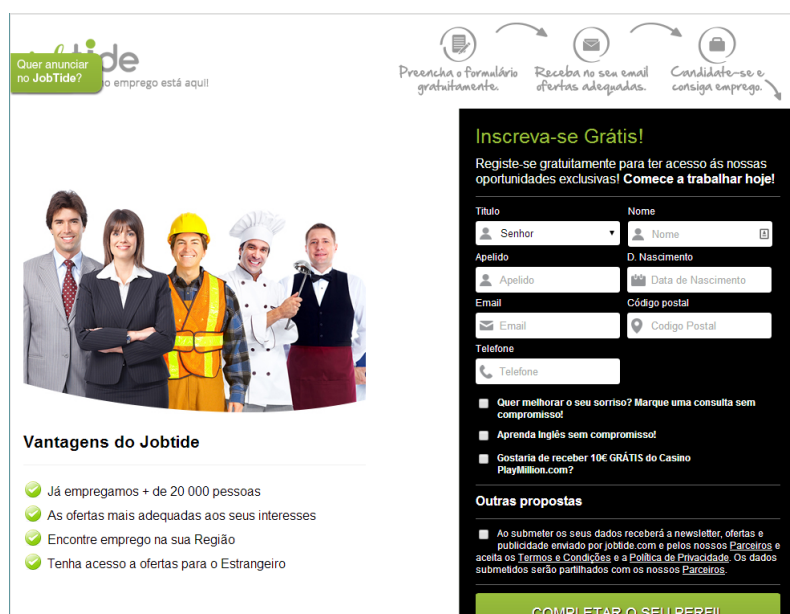 Quer anunciar
no JobTide?
tide
o emprego está aqui!
Preencha o formulário
gratuitamente.
Receba no seu email
ofertas adequadas.
Candidate-se e
consiga emprego.
Inscreva-se Grátis!
Registe-se gratuitamente para ter acesso ás nossas
oportunidades exclusivas! Comece a trabalhar hoje!
Titulo
Nome
Senhor
Nome
Apelido
D. Nascimento
Apelido
Data de Nascimento
Email
Código postal
Email
Codigo Postal
Telefone
Telefone
Quer melhorar o seu sorriso? Marque uma consulta sem
compromisso!
Aprenda Inglês sem compromisso!
Gostaria de receber 10€ GRÁTIS do Casino
PlayMillion.com?
Outras propostas
Ao submeter os seus dados receberá a newsletter, ofertas e
publicidade enviado por jobtide.com e pelos nossos Parceiros e
aceita os Termos e Condições e a Política de Privacidade. Os dados
submetidos serão partilhados com os nossos Parceiros.
COMPLETAR O SEU PERFIL
Vantagens do Jobtide
Já empregamos + de 20 000 pessoas
As ofertas mais adequadas aos seus interesses
Encontre emprego na sua Região
Tenha acesso a ofertas para o Estrangeiro